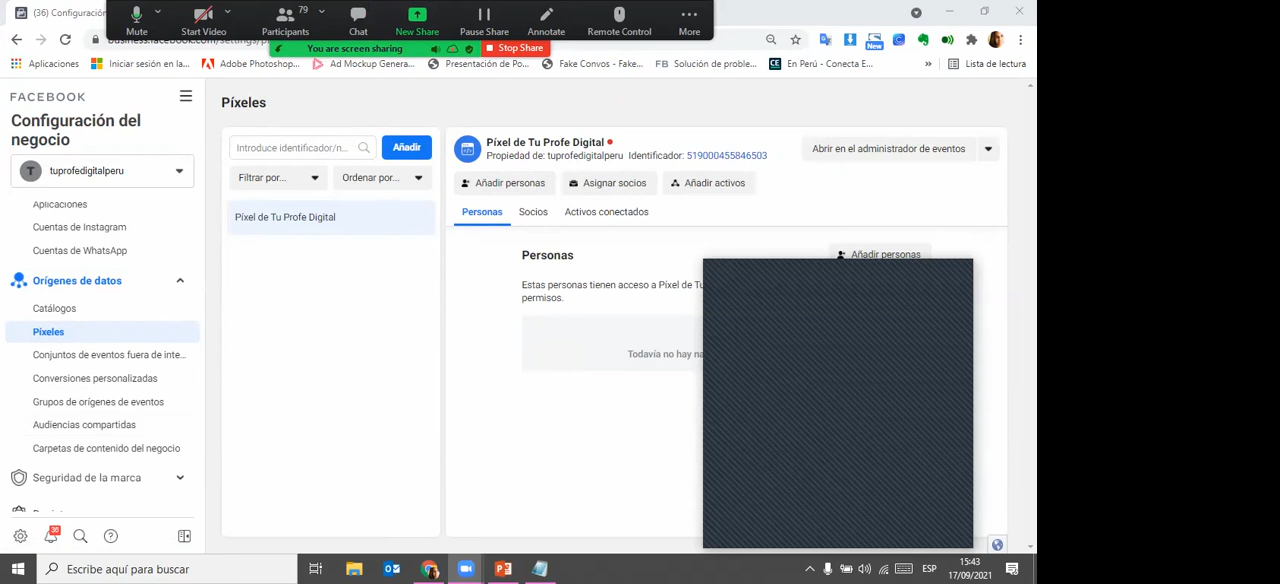 (36) Configuración
79
Mute
Start Video
Participants
Chat
New Share
Pause Share
Annotate
Remote Control
More
You are screen sharing
Stop Share
New
Aplicaciones
Iniciar sesión en la...
Adobe Photoshop...
Ad Mockup Genera...
Presentación de Po...
Fake Convos - Fake...
FB Solución de proble...
CE En Perú - Conecta E...
» Lista de lectura
FACEBOOK
Configuración del
negocio
T tuprofedigitalperu
Aplicaciones
Cuentas de Instagram
Cuentas de WhatsApp
Orígenes de datos
Catálogos
Píxeles
Conjuntos de eventos fuera de inte...
Conversiones personalizadas
Grupos de orígenes de eventos
Audiencias compartidas
Carpetas de contenido del negocio
Seguridad de la marca
36
Píxeles
Introduce identificador/n...
Añadir
Filtrar por...
Ordenar por...
Píxel de Tu Profe Digital
Píxel de Tu Profe Digital
Propiedad de: tuprofedigitalperu Identificador: 519000455846503
Abrir en el administrador de eventos
Añadir personas
Asignar socios
Añadir activos
Personas
Socios
Activos conectados
Personas
Añadir personas
Estas personas tienen acceso a Píxel de Tu
permisos.
Todavía no hay
Escribe aquí para buscar
ESP
15:43
17/09/2021